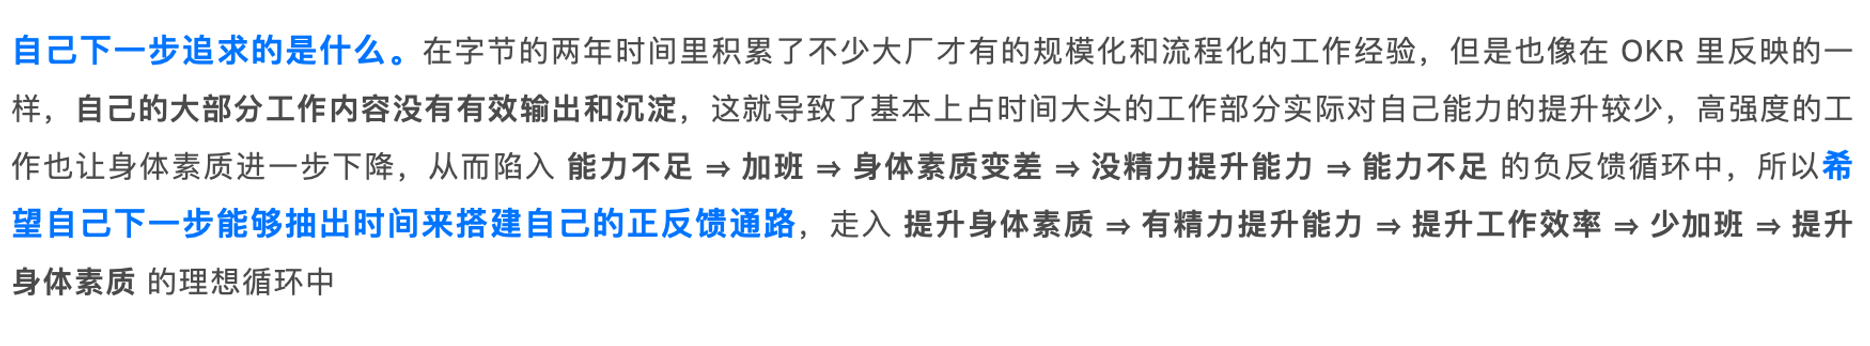 自己下一步追求的是什么。在字节的两年时间里积累了不少大厂才有的规模化和流程化的工作经验，但是也像在 OKR 里反映的一
样，自己的大部分工作内容没有有效输出和沉淀，这就导致了基本上占时间大头的工作部分实际对自己能力的提升较少，高强度的工
作也让身体素质进一步下降，从而陷入 能力不足 ⇒ 加班 ⇒ 身体素质变差 ⇒ 没精力提升能力 ⇒ 能力不足 的负反馈循环中，所以希
望自己下一步能够抽出时间来搭建自己的正反馈通路，走入 提升身体素质 ⇒ 有精力提升能力 ⇒ 提升工作效率 ⇒ 少加班 ⇒ 提升
身体素质 的理想循环中